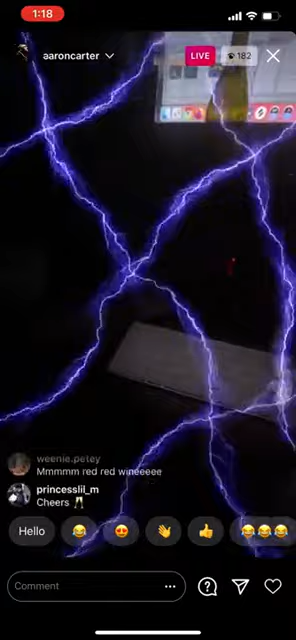 1:18
aaroncarter
LIVE
182
weenie.petey
Mmmmm red red wineeeee
princesslil_m
Cheers 🥂
Hello 😂 😍 👋 👍 😂😂😂
Comment